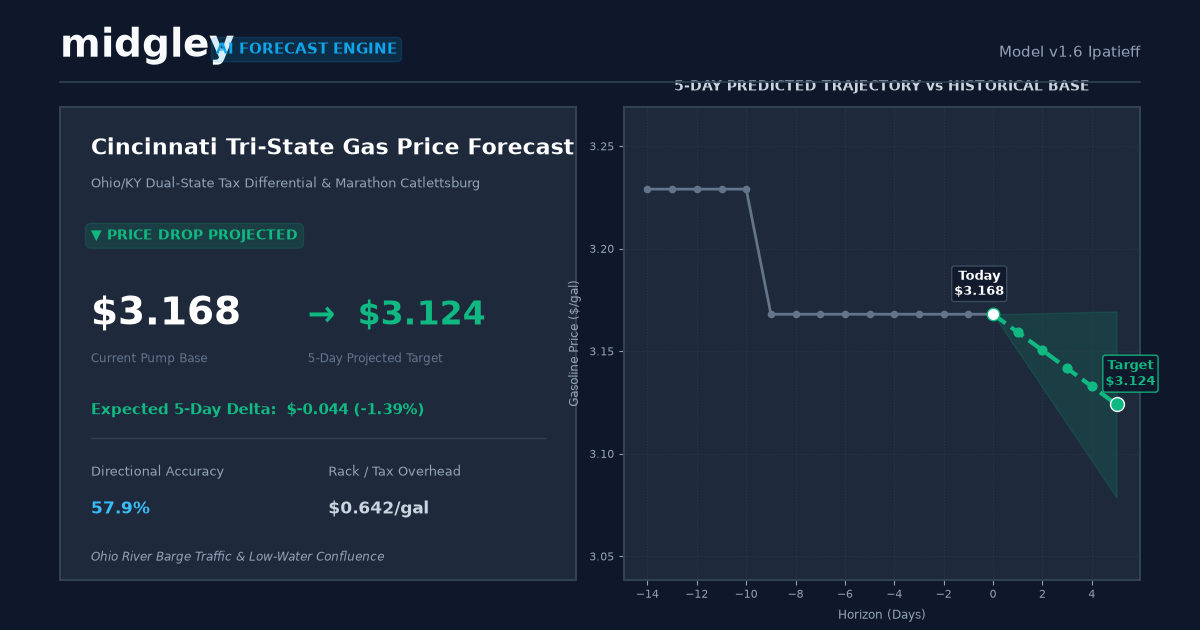 midgley
AI FORECAST ENGINE
Model v1.6 Ipatieff
Cincinnati Tri-State Gas Price Forecast
Ohio/KY Dual-State Tax Differential & Marathon Catlettsburg
▼ PRICE DROP PROJECTED
$3.168 → $3.124
Current Pump Base 5-Day Projected Target
Expected 5-Day Delta: $-0.044 (-1.39%)
Directional Accuracy Rack / Tax Overhead
57.9% $0.642/gal
Ohio River Barge Traffic & Low-Water Confluence
5-DAY PREDICTED TRAJECTORY vs HISTORICAL BASE
Gasoline Price ($/gal)
3.25
3.20
3.15
3.10
3.05
Today
$3.168
Target
$3.124
−14 −12 −10 −8 −6 −4 −2 0 2 4
Horizon (Days)